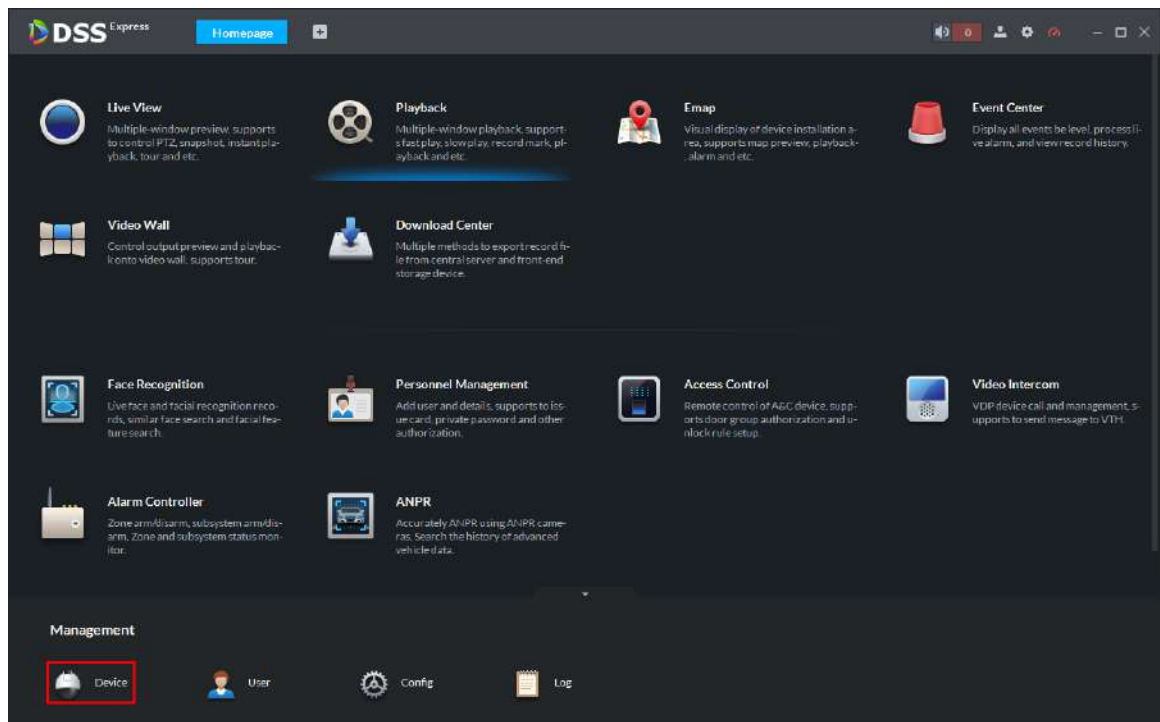 DSS Express
Homepage
0
Live View
Multiple-window preview, supports
to control PTZ, snapshot, instant pla-
yback, tour and etc.
Playback
Multiple-window playback, support-
s fast play, slow play, record mark, pl-
ayback and etc.
Emap
Visual display of device installation a-
rea, supports map preview, playback-
, alarm and etc.
Event Center
Display all events be level, process li-
ve alarm, and view record history.
Video Wall
Control output preview and playbac-
k onto video wall, supports tour.
Download Center
Multiple methods to export record fi-
le from central server and front-end
storage device.
Face Recognition
Live face and facial recognition reco-
rds, similar face search and facial fea-
ture search.
Personnel Management
Add user and details, supports to iss-
ue card, private password and other
authorization.
Access Control
Remote control of A&C device, supp-
orts door group authorization and u-
nlock rule setup.
Video Intercom
VDP device call and management, s-
upports to send message to VTH.
Alarm Controller
Zone arm/disarm, subsystem arm/dis-
arm, Zone and subsystem status mon-
itor.
ANPR
Accurately ANPR using ANPR came-
ras. Search the history of advanced
vehicle data.
Management
Device
User
Config
Log